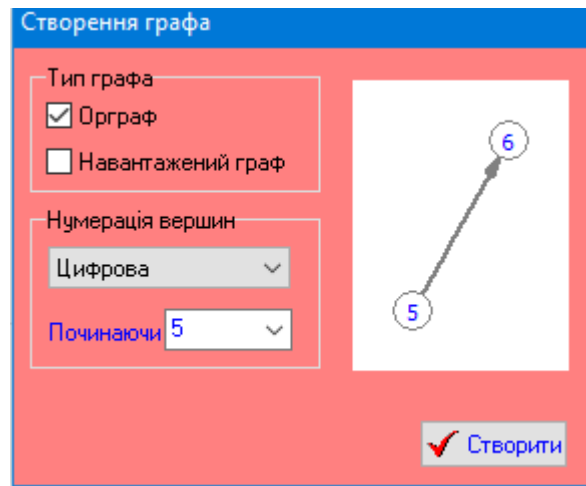 Створення графа
Тип графа
Орграф
Навантажений граф
Нумерація вершин
Цифрова
Починаючи 5
6
5
Створити